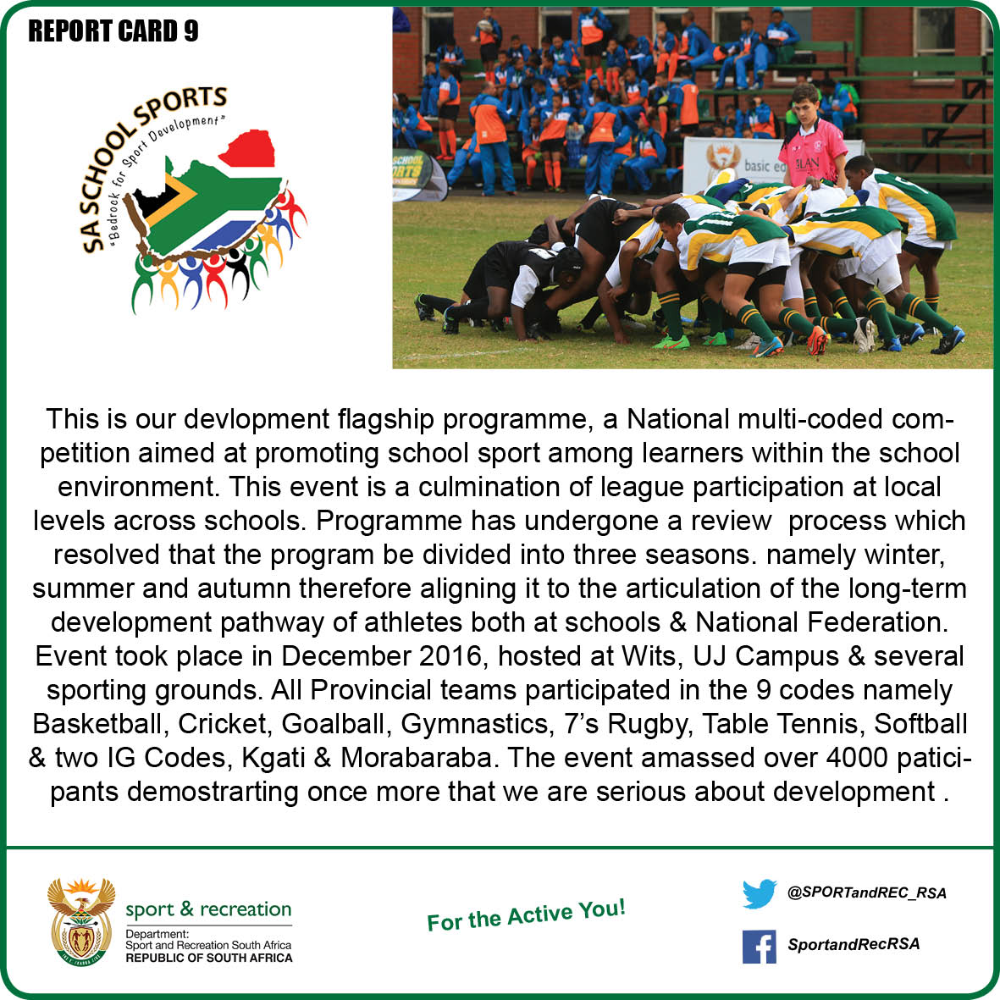 REPORT CARD 9
SA SCHOOL SPORTS
"Bedrock for Sport Development"
SCHOOL
RTS
basic ed
ELAN
This is our devlopment flagship programme, a National multi-coded com-
petition aimed at promoting school sport among learners within the school
environment. This event is a culmination of league participation at local
levels across schools. Programme has undergone a review  process which
resolved that the program be divided into three seasons. namely winter,
summer and autumn therefore aligning it to the articulation of the long-term
development pathway of athletes both at schools & National Federation.
Event took place in December 2016, hosted at Wits, UJ Campus & several
sporting grounds. All Provincial teams participated in the 9 codes namely
Basketball, Cricket, Goalball, Gymnastics, 7’s Rugby, Table Tennis, Softball
& two IG Codes, Kgati & Morabaraba. The event amassed over 4000 patici-
pants demostrarting once more that we are serious about development .
sport & recreation
Department:
Sport and Recreation South Africa
REPUBLIC OF SOUTH AFRICA
For the Active You!
@SPORTandREC_RSA
SportandRecRSA